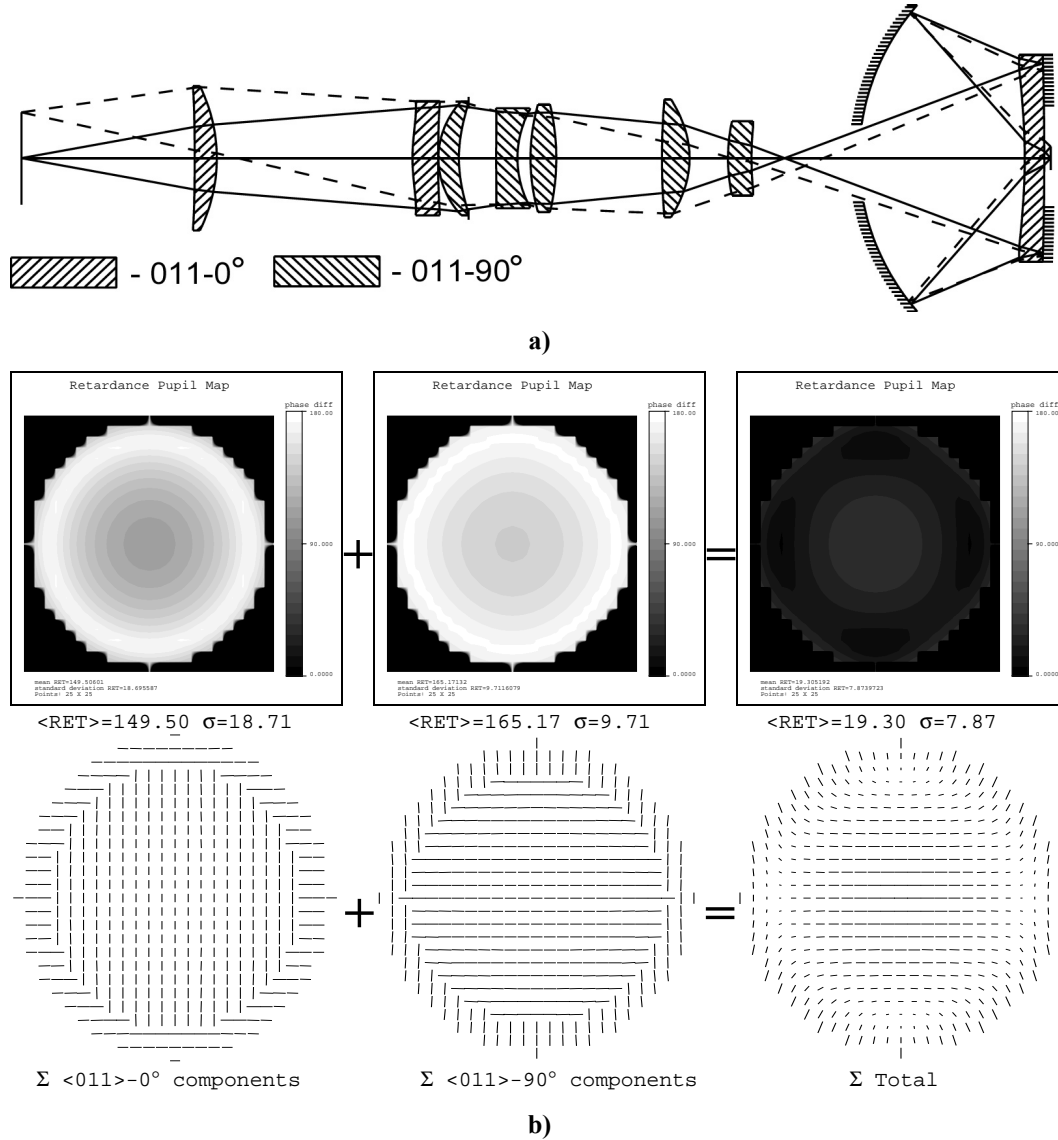 - 011-0° - 011-90°
a)
Retardance Pupil Map Retardance Pupil Map Retardance Pupil Map
phase diff phase diff phase diff
180.00 180.00 180.00
90.000 90.000 90.000
0.0000 0.0000 0.0000
mean RET=149.50601 mean RET=165.17132 mean RET=19.305192
standard deviation RET=18.695587 standard deviation RET=9.7116079 standard deviation RET=7.8739723
Points: 25 X 25 Points: 25 X 25 Points: 25 X 25
+ =
<RET>=149.50 σ=18.71 <RET>=165.17 σ=9.71 <RET>=19.30 σ=7.87
+ =
Σ <011>-0° components Σ <011>-90° components Σ Total
b)